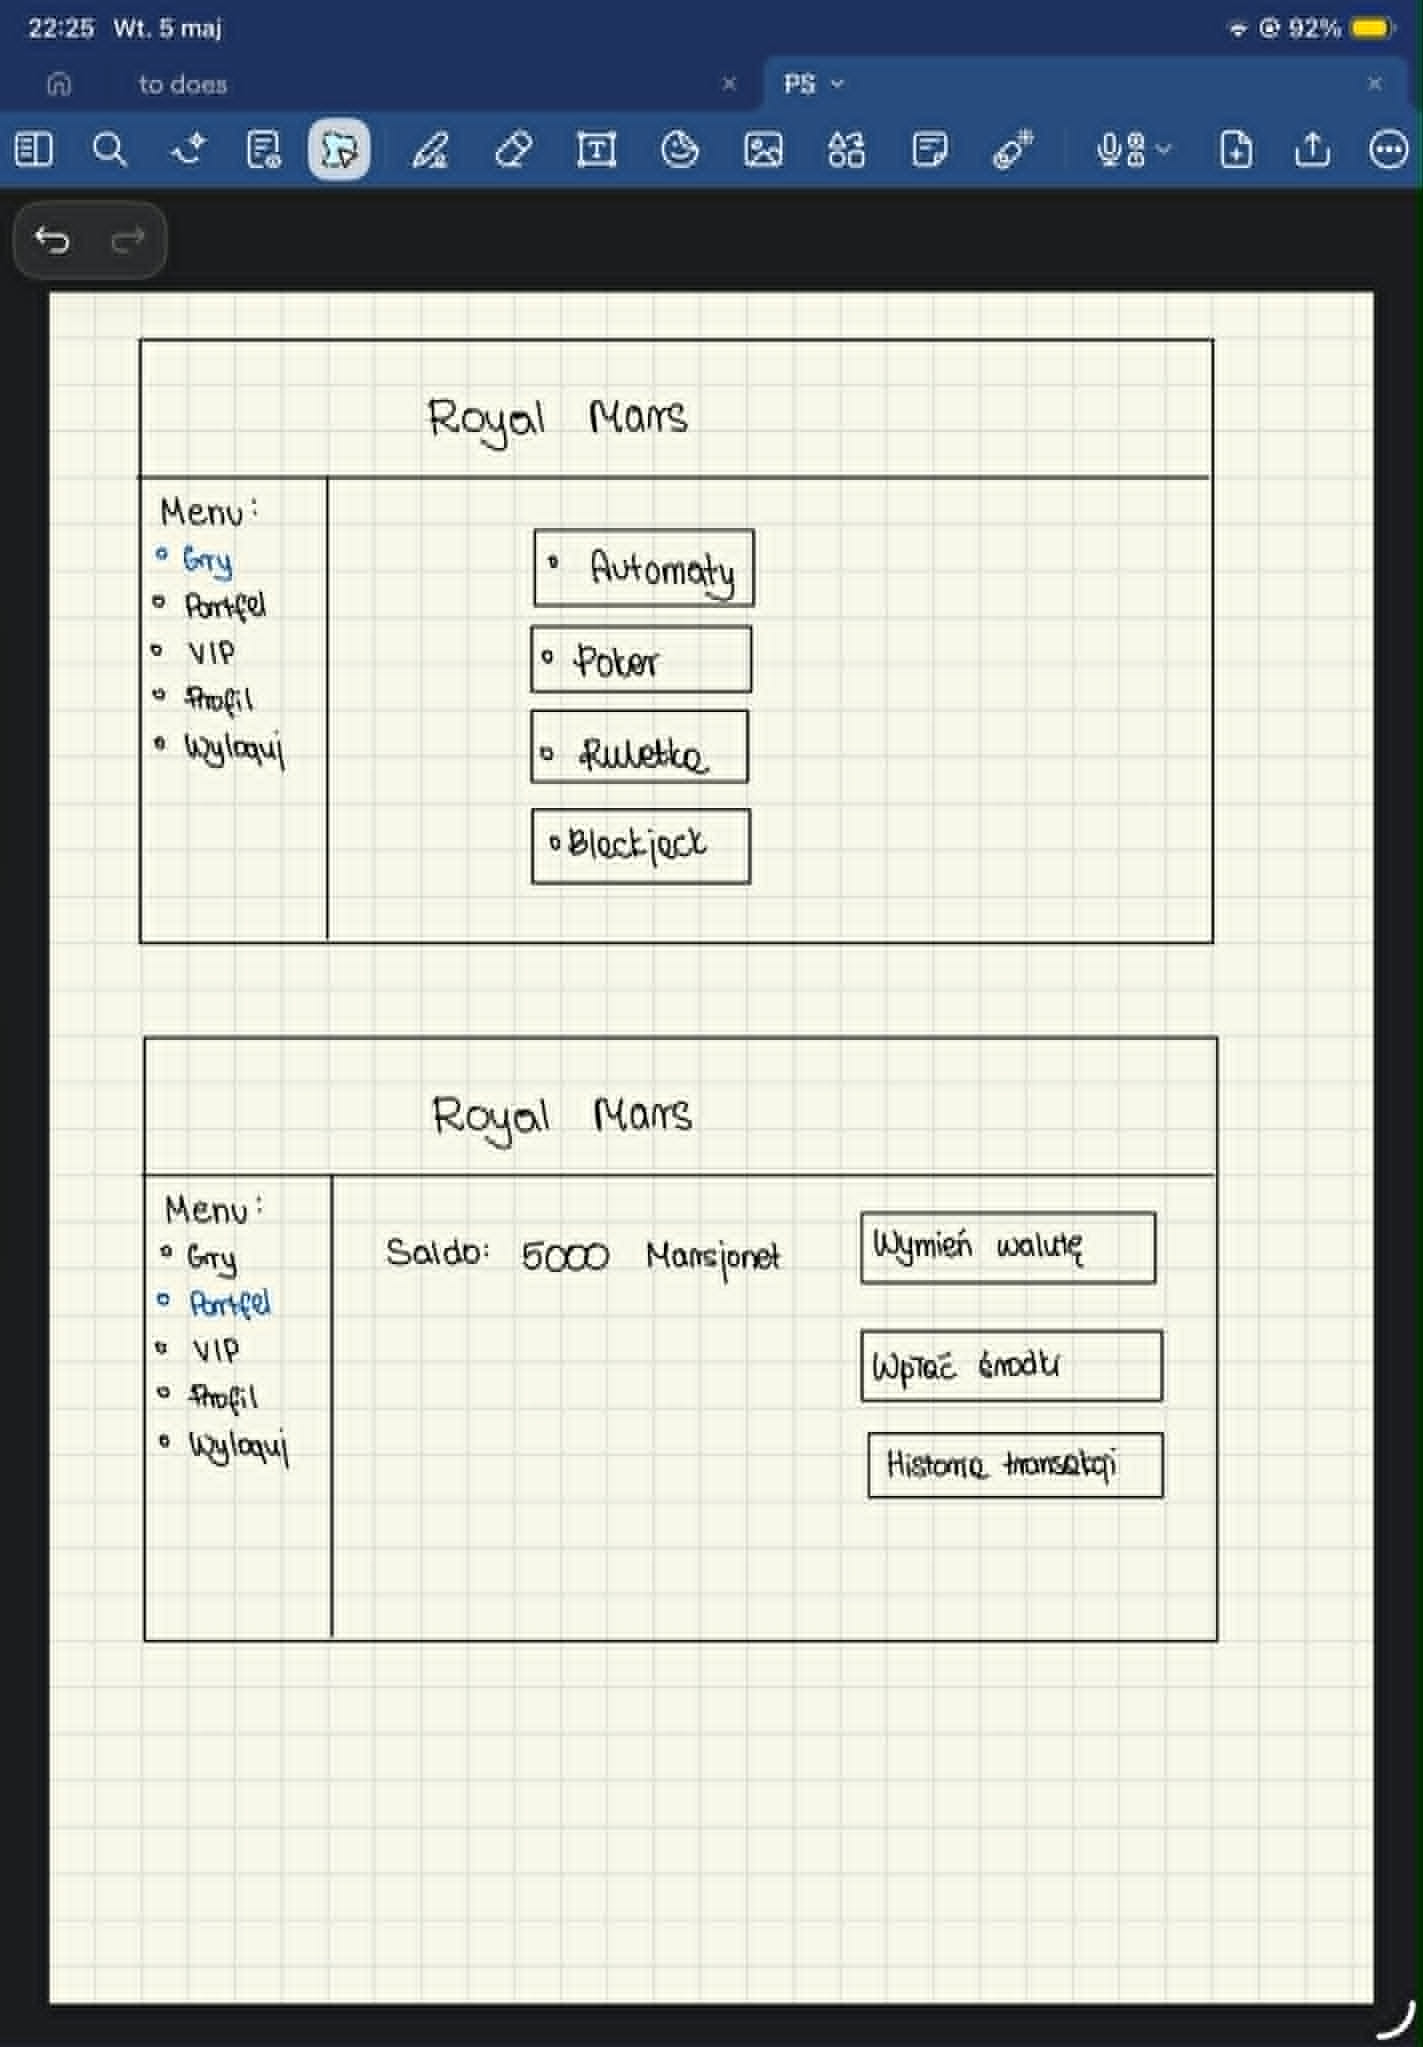 22:25 Wt. 5 maj
92%
to does
PS
Royal Mars
Menu:
Gry
Portfel
VIP
Profil
Wyloguj
Automaty
Poker
Ruletka
Blackjack
Royal Mars
Menu:
Gry
Portfel
VIP
Profil
Wyloguj
Saldo: 5000 Marsjonet
Wymień walutę
Wpłać środki
Historia transakcji